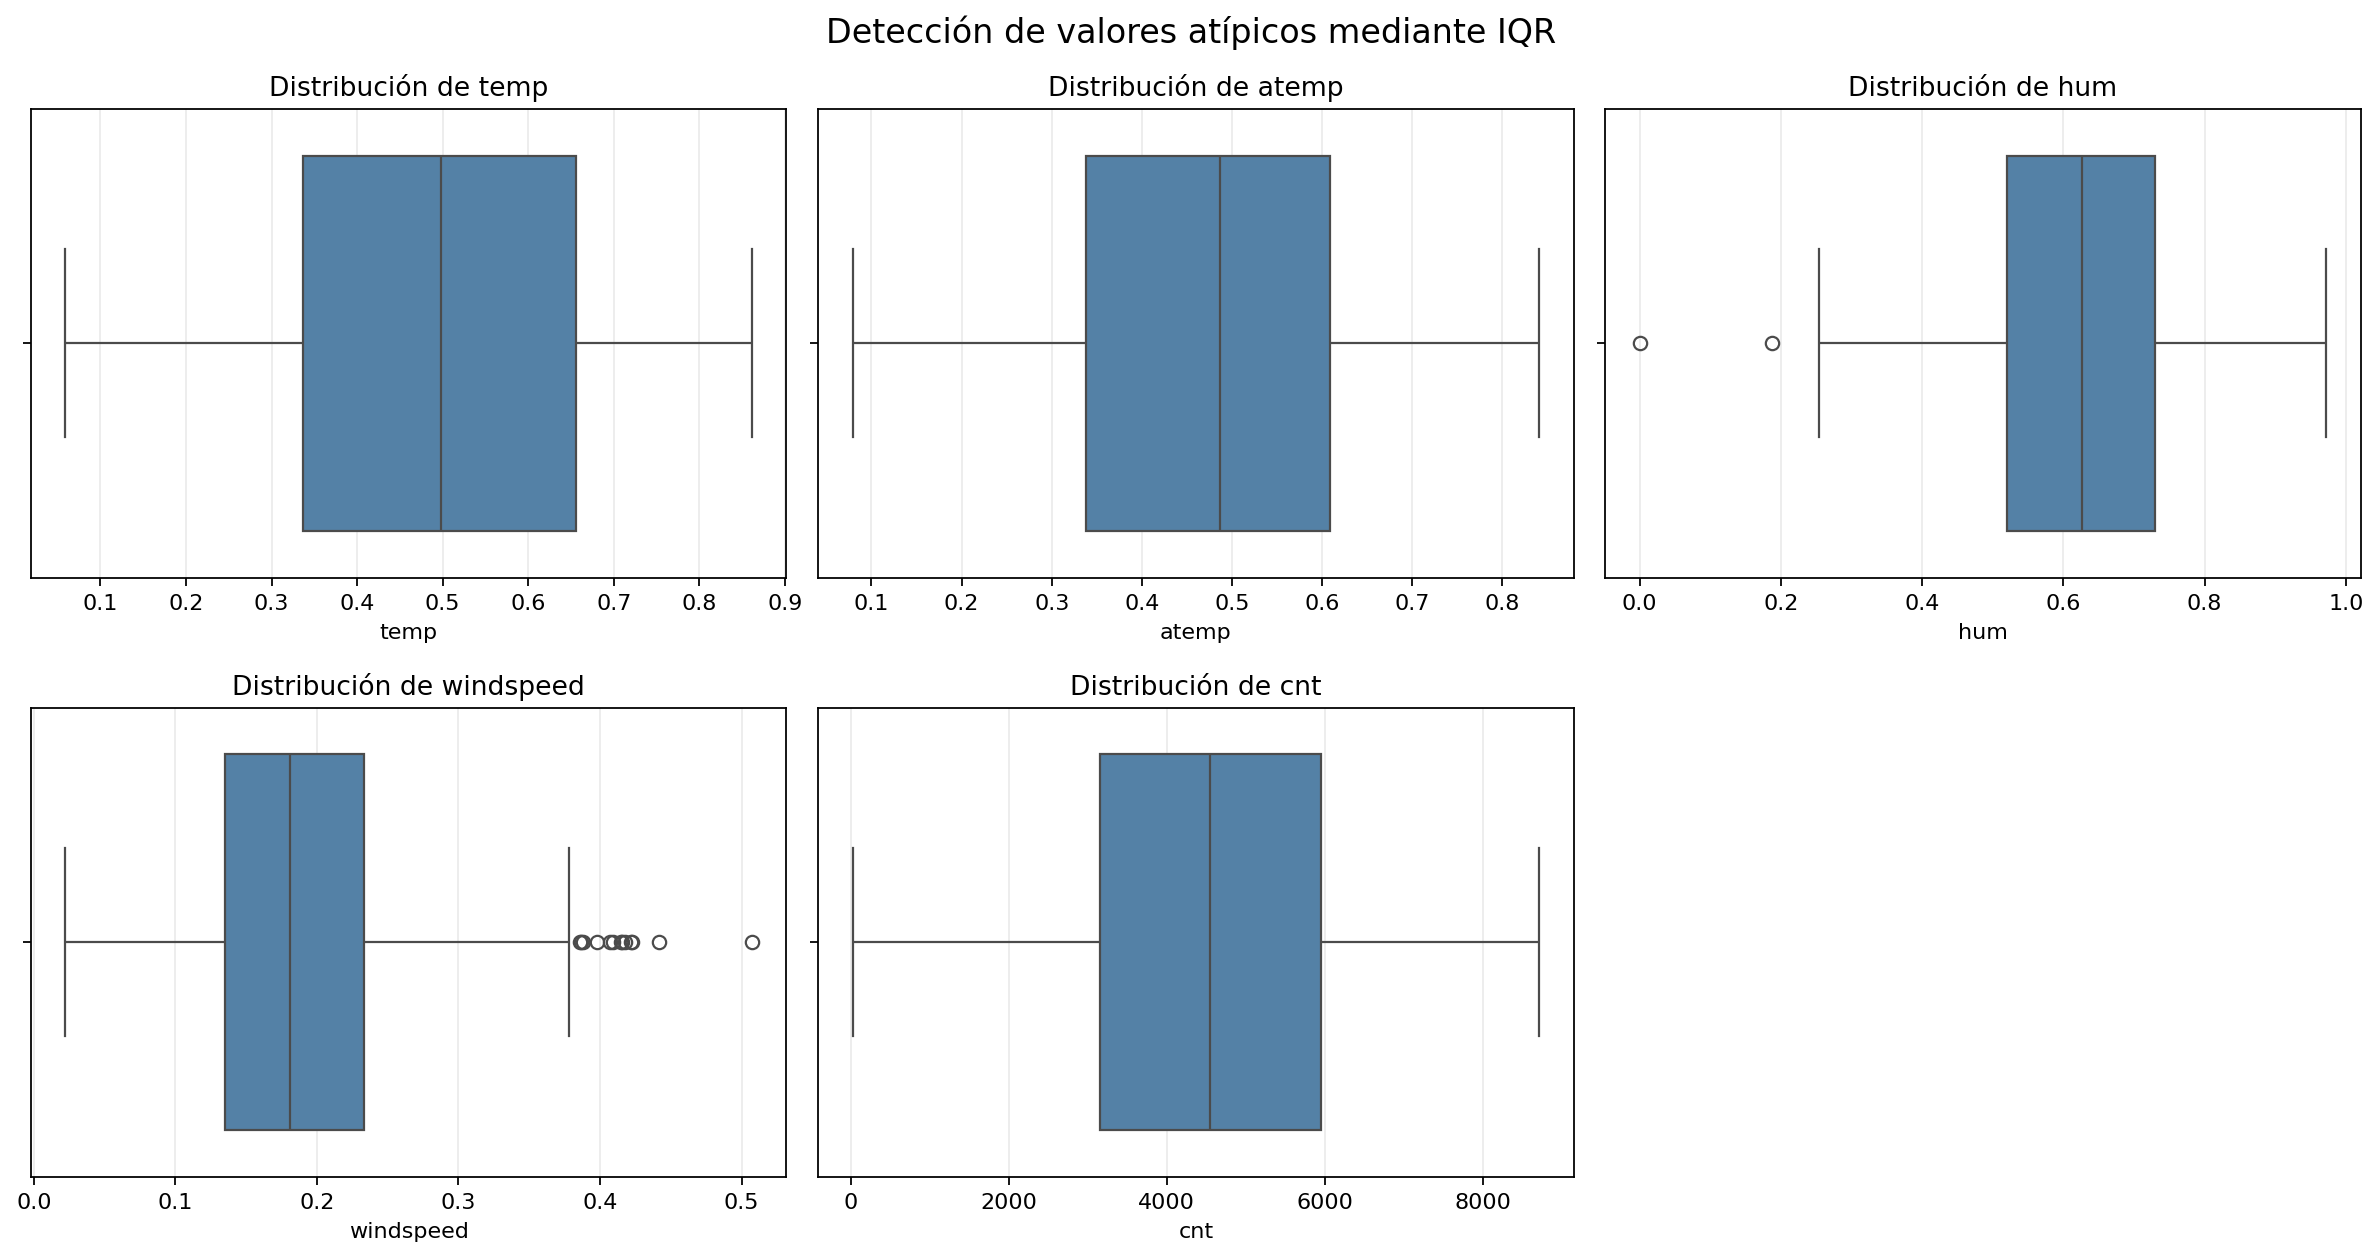 Detección de valores atípicos mediante IQR
Distribución de temp
Distribución de atemp
Distribución de hum
0.1 0.2 0.3 0.4 0.5 0.6 0.7 0.8 0.9
0.1 0.2 0.3 0.4 0.5 0.6 0.7 0.8
0.0 0.2 0.4 0.6 0.8 1.0
temp
atemp
hum
Distribución de windspeed
Distribución de cnt
0.0 0.1 0.2 0.3 0.4 0.5
0 2000 4000 6000 8000
windspeed
cnt